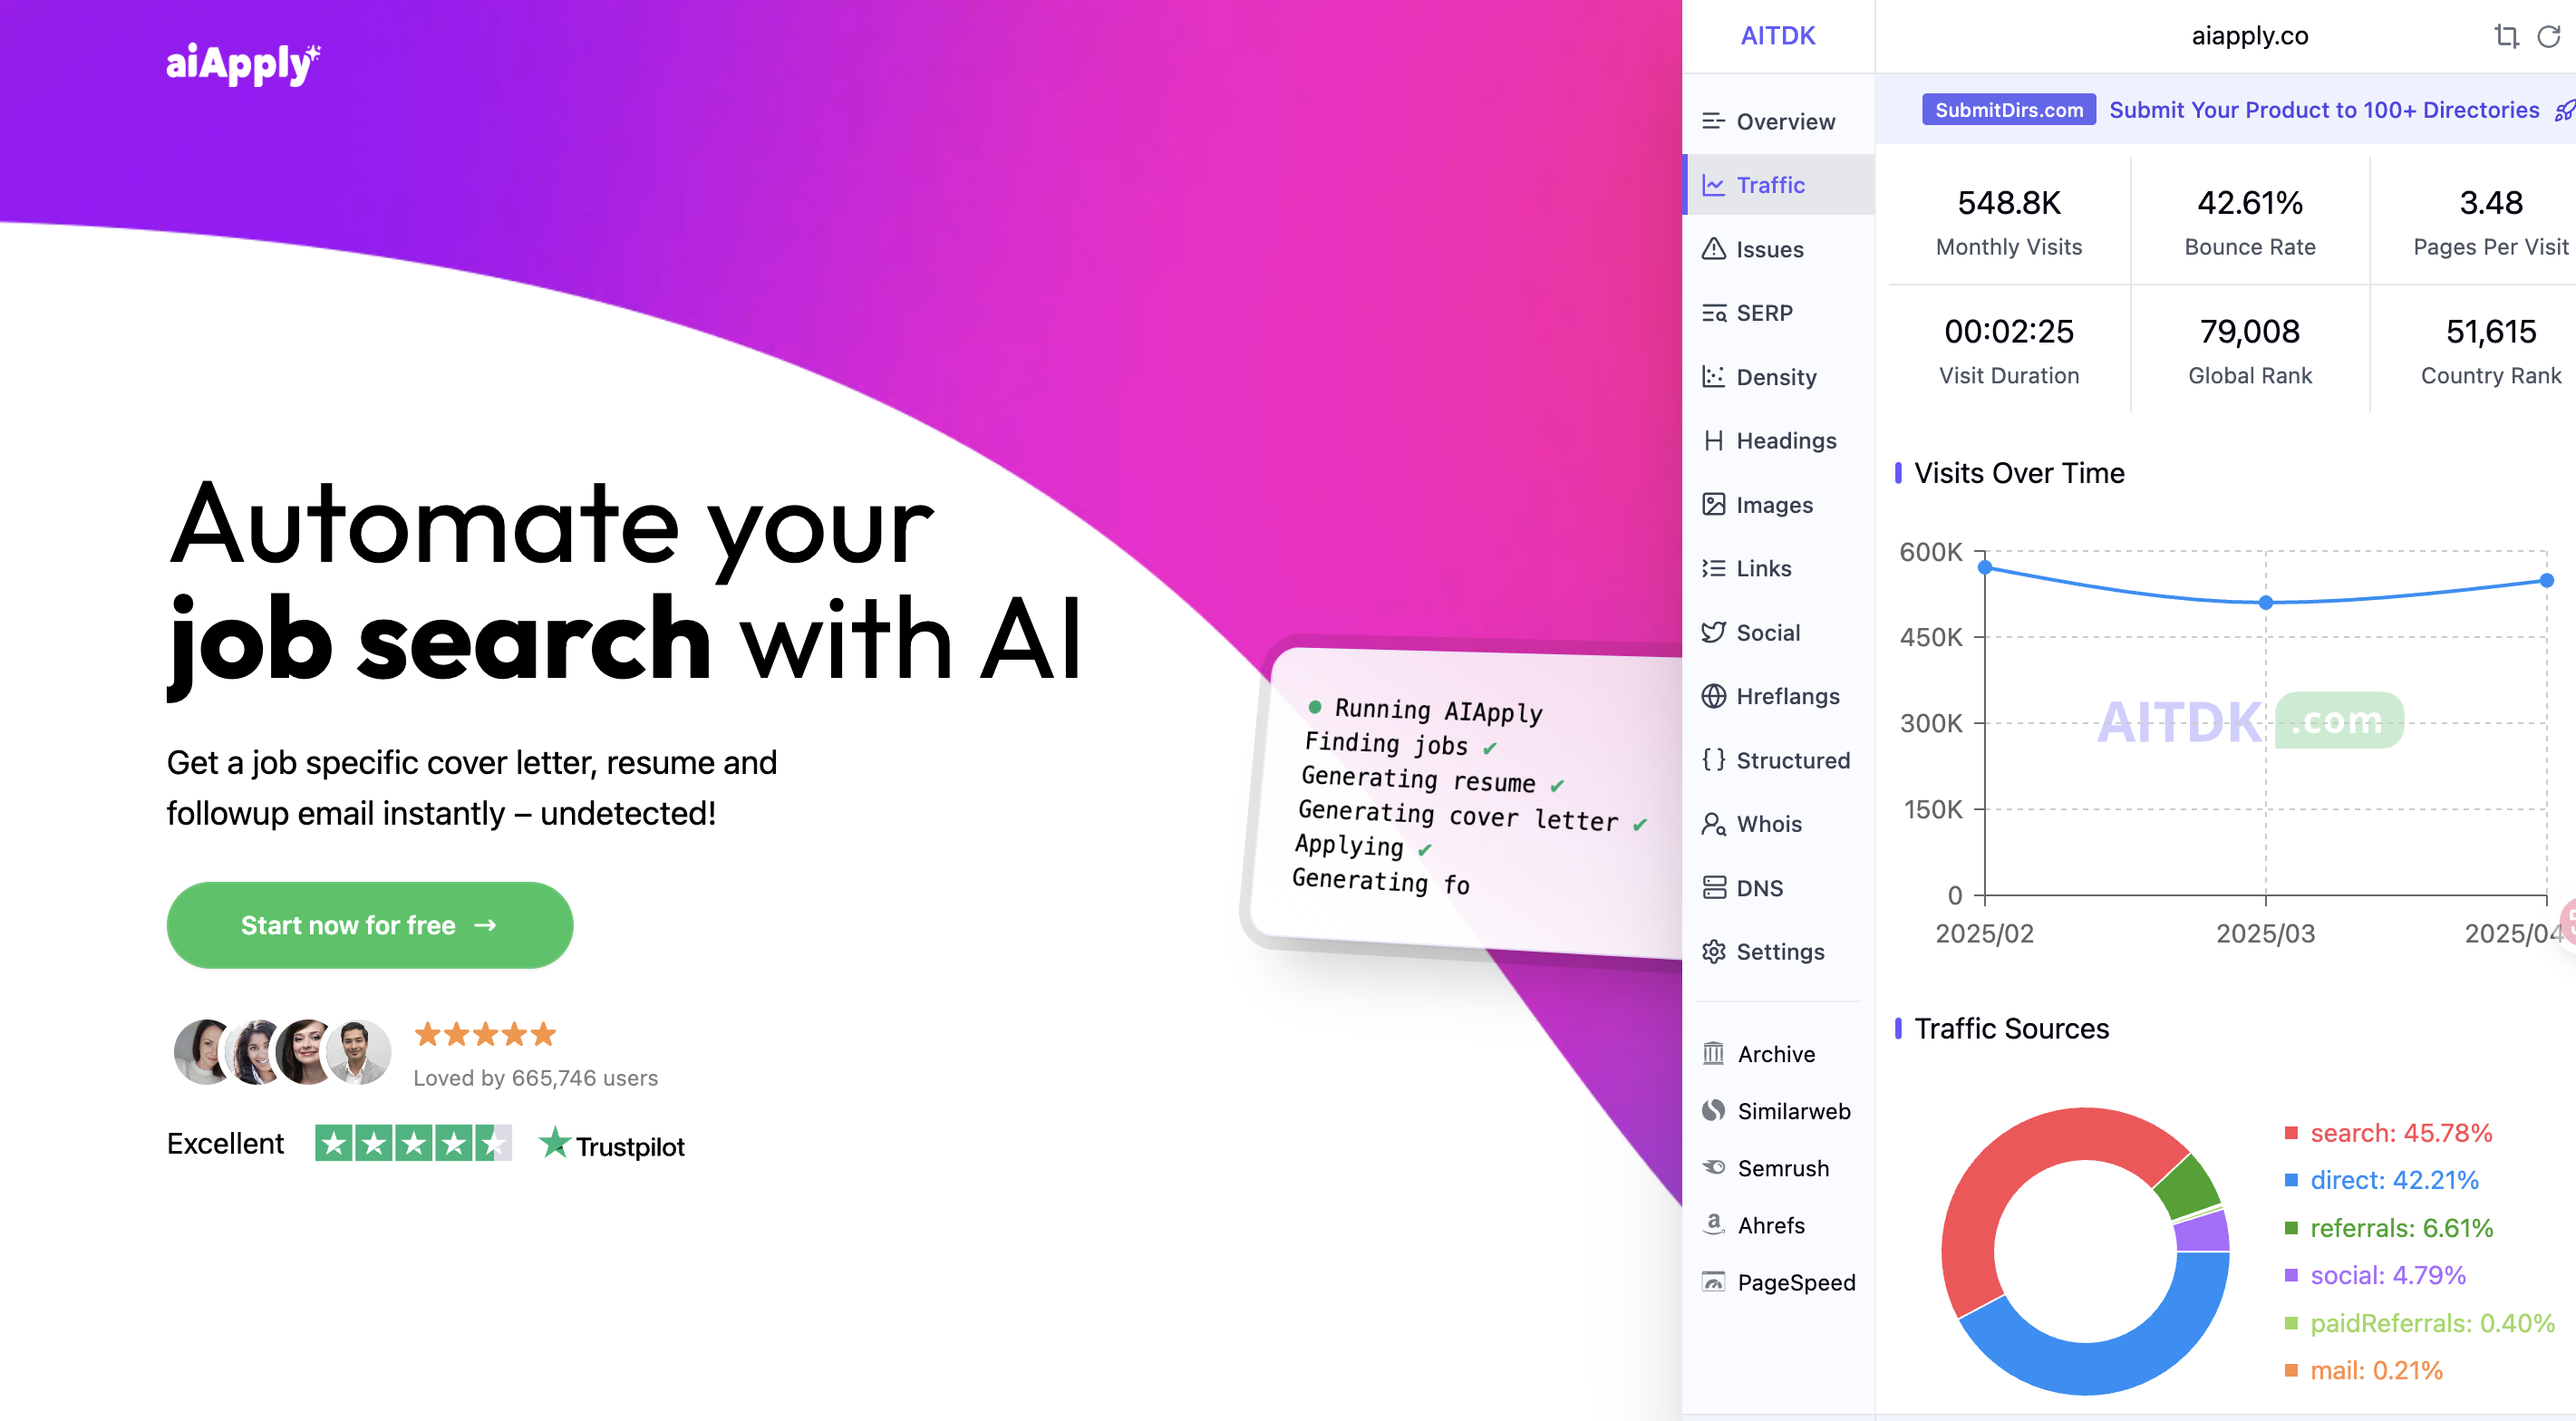 aiApply
Automate your
job search with AI
Get a job specific cover letter, resume and
followup email instantly – undetected!
Start now for free →
Loved by 665,746 users
Excellent
Trustpilot
Running AIApply
Finding jobs ✔
Generating resume ✔
Generating cover letter ✔
Applying ✔
Generating fo
AITDK
Overview
Traffic
Issues
SERP
Density
Headings
Images
Links
Social
Hreflangs
Structured
Whois
DNS
Settings
Archive
Similarweb
Semrush
Ahrefs
PageSpeed
aiapply.co
SubmitDirs.com Submit Your Product to 100+ Directories
548.8K
Monthly Visits
42.61%
Bounce Rate
3.48
Pages Per Visit
00:02:25
Visit Duration
79,008
Global Rank
51,615
Country Rank
Visits Over Time
600K
450K
300K
150K
0
2025/02 2025/03 2025/04
AITDK .com
Traffic Sources
search: 45.78%
direct: 42.21%
referrals: 6.61%
social: 4.79%
paidReferrals: 0.40%
mail: 0.21%